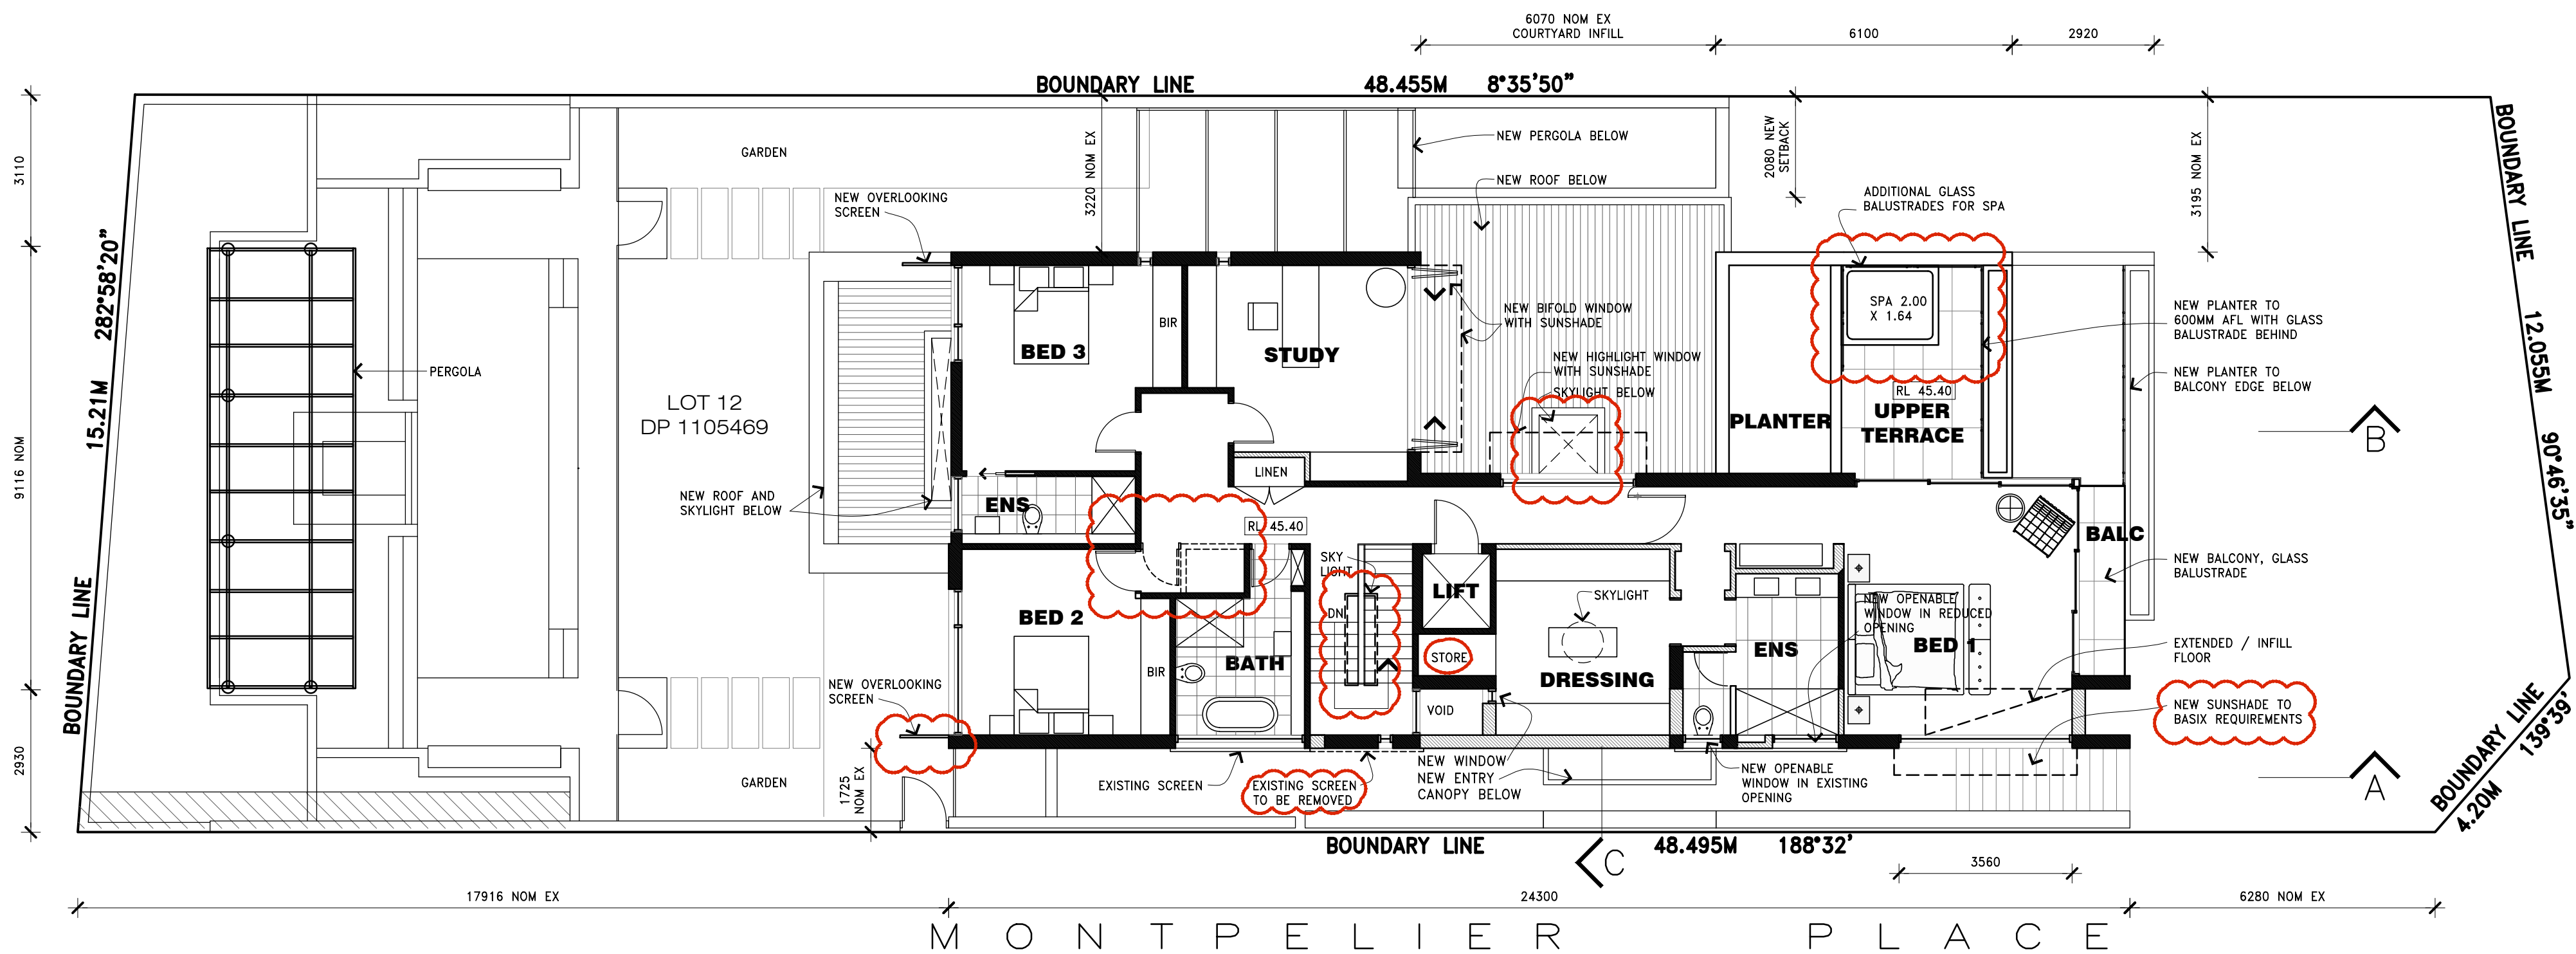 6070 NOM EX
COURTYARD INFILL
6100
2920
BOUNDARY LINE 48.455M 8°35'50"
3110
9116 NOM
2930
BOUNDARY LINE 15.21M 282°58'20"
GARDEN
3220 NOM EX
NEW PERGOLA BELOW
NEW ROOF BELOW
2080 NEW
SETBACK
3195 NOM EX
BOUNDARY LINE 12.055M 90°46'35"
NEW OVERLOOKING
SCREEN
ADDITIONAL GLASS
BALUSTRADES FOR SPA
SPA 2.00
X 1.64
NEW PLANTER TO
600MM AFL WITH GLASS
BALUSTRADE BEHIND
NEW PLANTER TO
BALCONY EDGE BELOW
PERGOLA
LOT 12
DP 1105469
BED 3
BIR
STUDY
NEW BIFOLD WINDOW
WITH SUNSHADE
NEW HIGHLIGHT WINDOW
WITH SUNSHADE
SKYLIGHT BELOW
RL 45.40
PLANTER
UPPER
TERRACE
B
LINEN
NEW ROOF AND
SKYLIGHT BELOW
ENS
RL 45.40
SKY
LIGHT
LIFT
BALC
NEW BALCONY, GLASS
BALUSTRADE
DN
SKYLIGHT
NEW OPENABLE
WINDOW IN REDUCED
OPENING
BED 2
BIR
BATH
STORE
DRESSING
ENS
BED 1
EXTENDED / INFILL
FLOOR
NEW OVERLOOKING
SCREEN
VOID
NEW SUNSHADE TO
BASIX REQUIREMENTS
BOUNDARY LINE 139°39'
4.20M
GARDEN
1725
NOM EX
EXISTING SCREEN
EXISTING SCREEN
TO BE REMOVED
NEW WINDOW
NEW ENTRY
CANOPY BELOW
NEW OPENABLE
WINDOW IN EXISTING
OPENING
A
BOUNDARY LINE 48.495M 188°32'
C
3560
17916 NOM EX
24300
6280 NOM EX
MONTPELIER PLACE